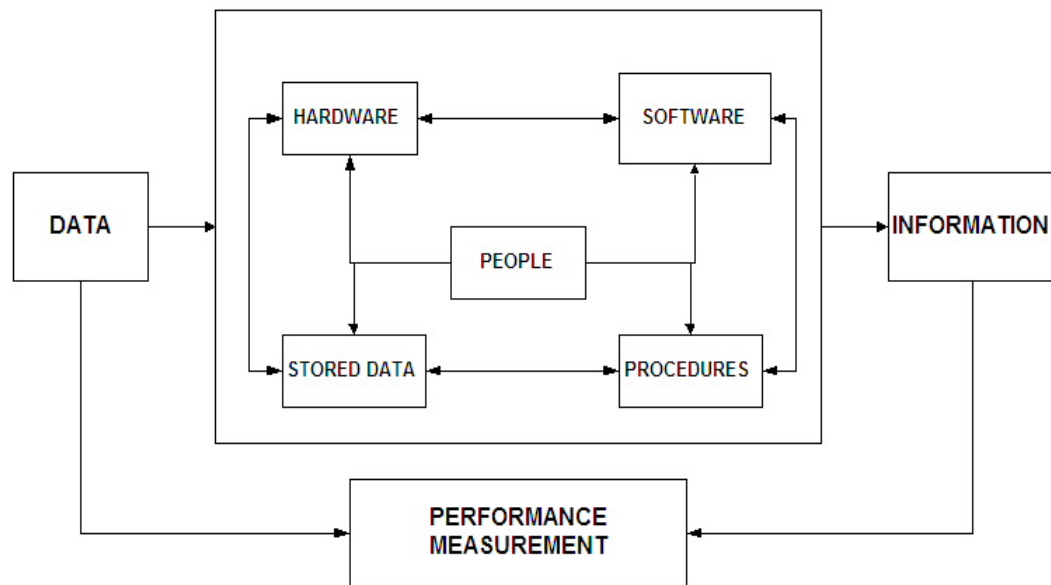 HARDWARE
SOFTWARE
DATA
PEOPLE
INFORMATION
STORED DATA
PROCEDURES
PERFORMANCE
MEASUREMENT